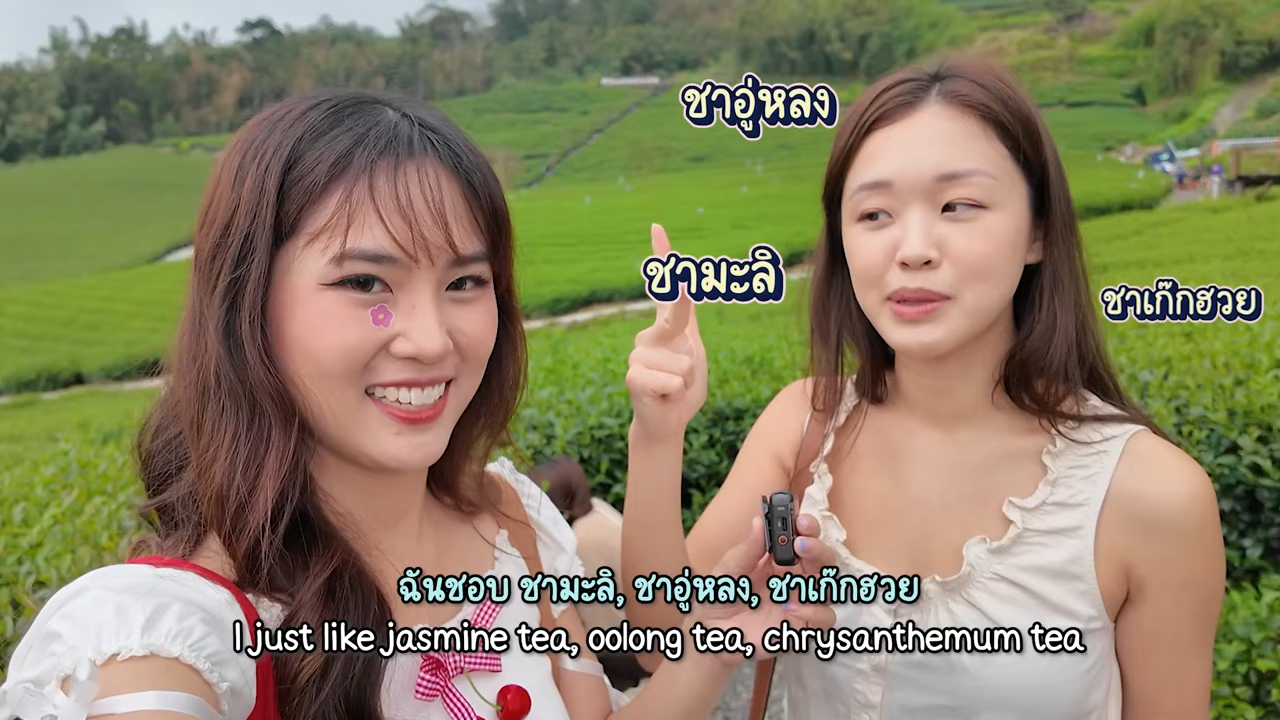 ชาอู่หลง
ชามะลิ
ชาเก๊กฮวย
ฉันชอบ ชามะลิ, ชาอู่หลง, ชาเก๊กฮวย
I just like jasmine tea, oolong tea, chrysanthemum tea